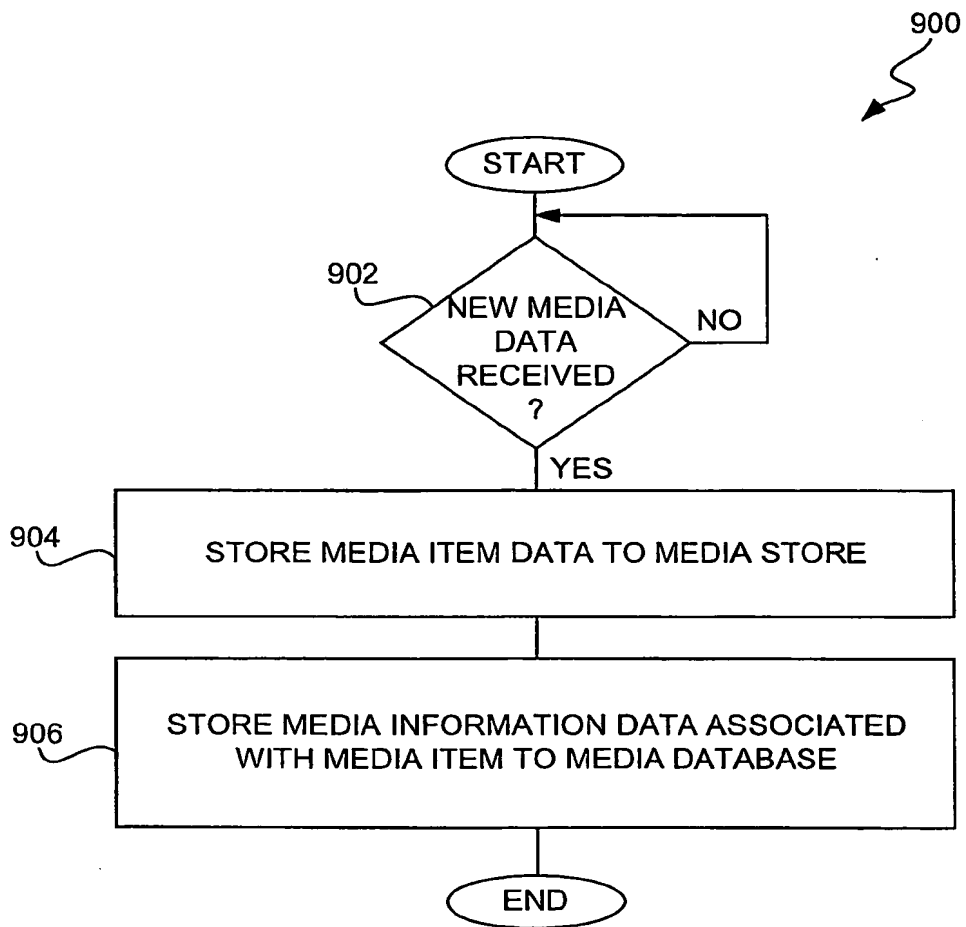 900
START
902
NEW MEDIA
DATA
RECEIVED
?
NO
YES
904
STORE MEDIA ITEM DATA TO MEDIA STORE
906
STORE MEDIA INFORMATION DATA ASSOCIATED
WITH MEDIA ITEM TO MEDIA DATABASE
END